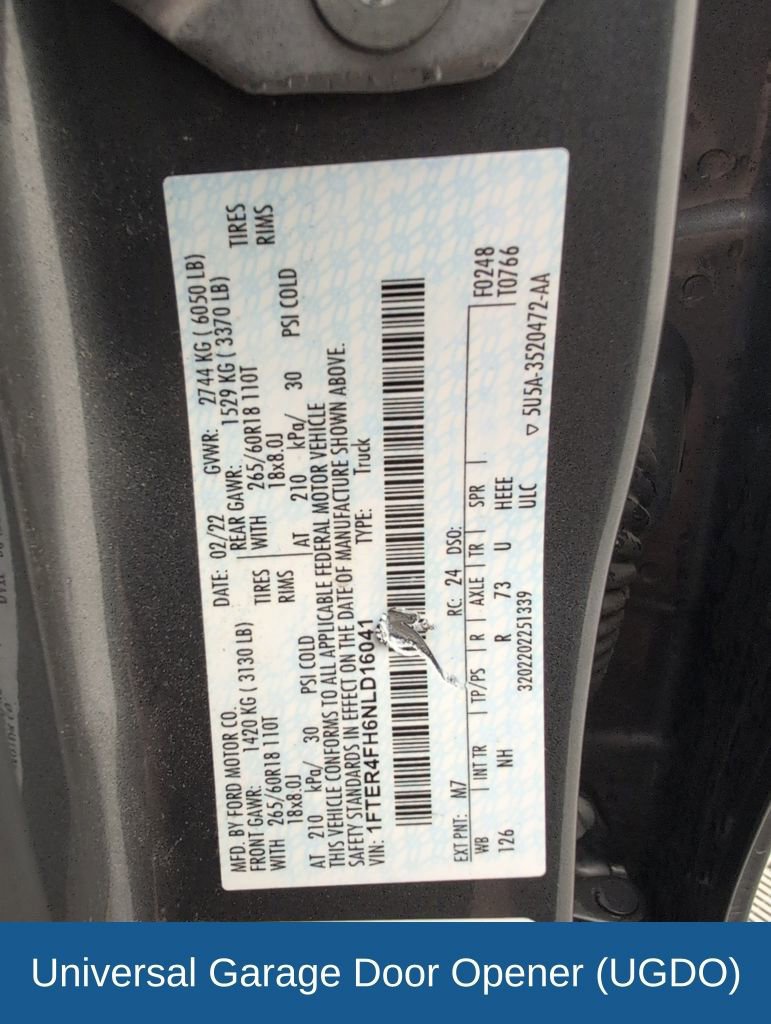 MFD. BY FORD MOTOR CO.
DATE: 02/22
GVWR: 2744 KG ( 6050 LB)
FRONT GAWR: 1420 KG ( 3130 LB)
REAR GAWR: 1529 KG ( 3370 LB)
WITH 265/60R18 110T TIRES
WITH 265/60R18 110T TIRES
18x8.0J RIMS
18x8.0J RIMS
AT 210 kPa/ 30 PSI COLD
AT 210 kPa/ 30 PSI COLD
THIS VEHICLE CONFORMS TO ALL APPLICABLE FEDERAL MOTOR VEHICLE
SAFETY STANDARDS IN EFFECT ON THE DATE OF MANUFACTURE SHOWN ABOVE.
VIN: 1FTER4FH6NLD16041
TYPE: Truck
EXT PNT: M7 RC: 24 DSO:
WB INT TR TP/PS R AXLE TR SPR F0248
126 NH R 73 U HEEE T0766
3202202251339 ULC
▽ 5U5A-3520472-AA
Universal Garage Door Opener (UGDO)